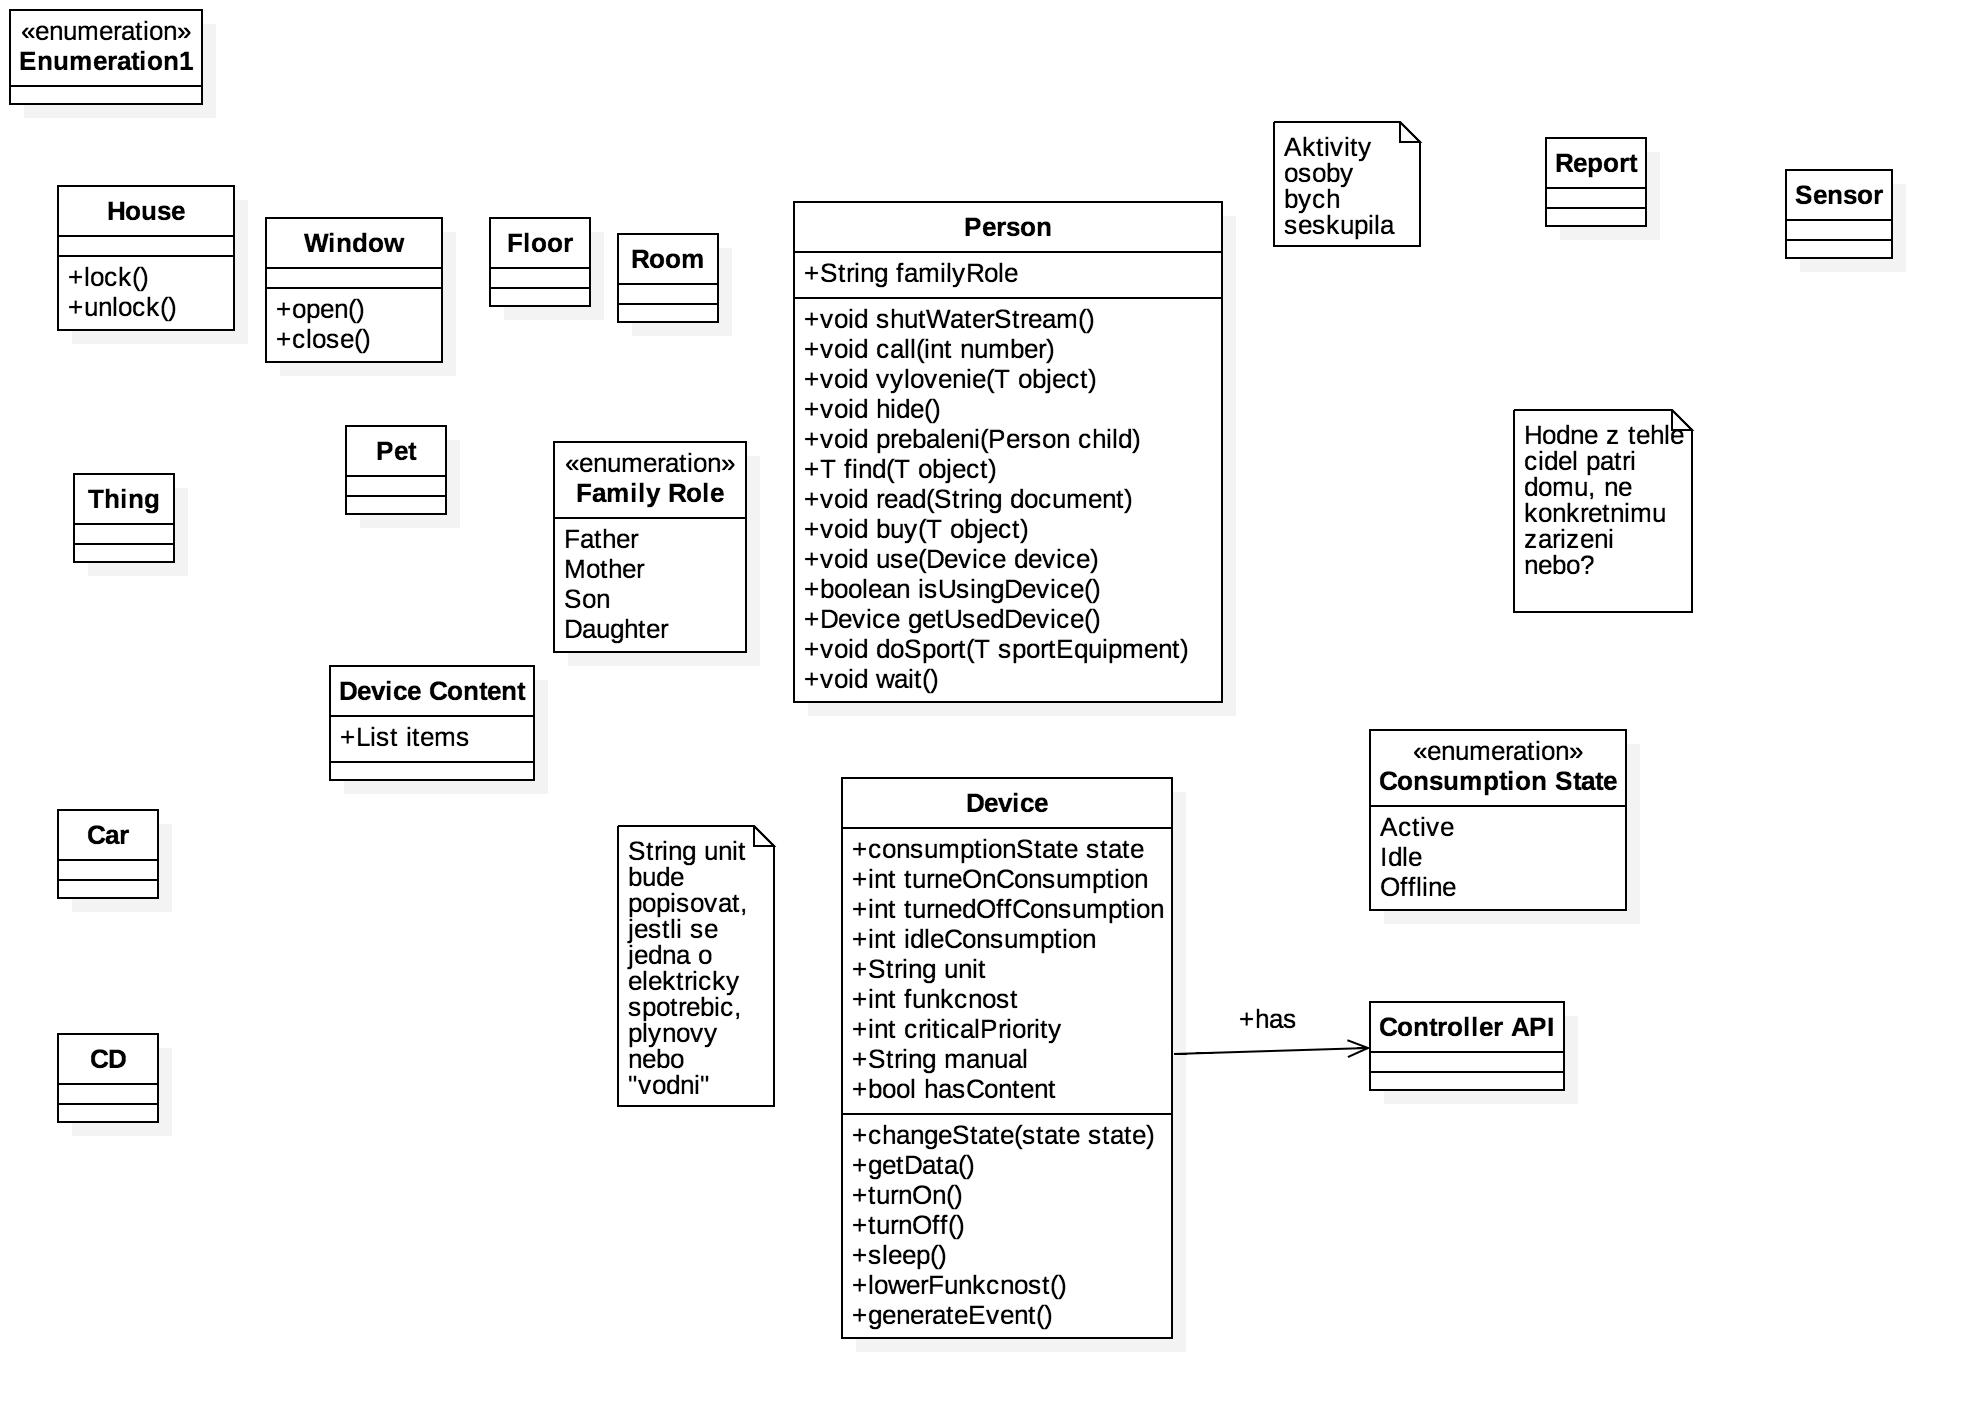 «enumeration»
Enumeration1
House
+lock()
+unlock()
Window
+open()
+close()
Floor
Room
Person
+String familyRole
+void shutWaterStream()
+void call(int number)
+void vylovenie(T object)
+void hide()
+void prebaleni(Person child)
+T find(T object)
+void read(String document)
+void buy(T object)
+void use(Device device)
+boolean isUsingDevice()
+Device getUsedDevice()
+void doSport(T sportEquipment)
+void wait()
Aktivity
osoby
bych
seskupila
Report
Sensor
Thing
Pet
«enumeration»
Family Role
Father
Mother
Son
Daughter
Hodne z tehle
cidel patri
domu, ne
konkretnimu
zarizeni
nebo?
Device Content
+List items
Car
CD
String unit
bude
popisovat,
jestli se
jedna o
elektricky
spotrebic,
plynovy
nebo
"vodni"
Device
+consumptionState state
+int turneOnConsumption
+int turnedOffConsumption
+int idleConsumption
+String unit
+int funkcnost
+int criticalPriority
+String manual
+bool hasContent
+changeState(state state)
+getData()
+turnOn()
+turnOff()
+sleep()
+lowerFunkcnost()
+generateEvent()
«enumeration»
Consumption State
Active
Idle
Offline
+has
Controller API